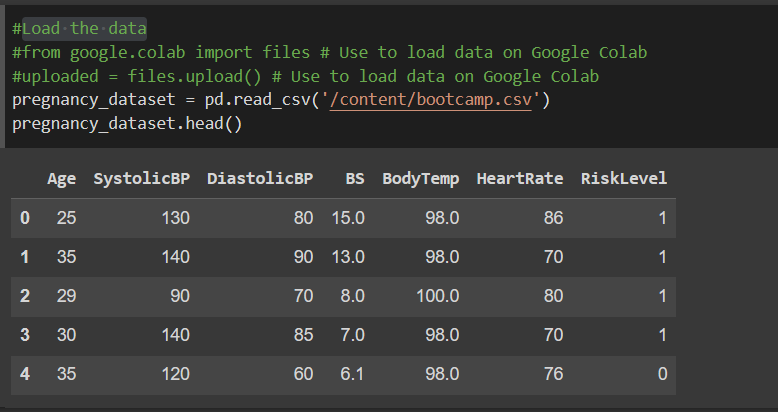 #Load the data
#from google.colab import files # Use to load data on Google Colab
#uploaded = files.upload() # Use to load data on Google Colab
pregnancy_dataset = pd.read_csv('/content/bootcamp.csv')
pregnancy_dataset.head()
Age SystolicBP DiastolicBP BS BodyTemp HeartRate RiskLevel
0 25 130 80 15.0 98.0 86 1
1 35 140 90 13.0 98.0 70 1
2 29 90 70 8.0 100.0 80 1
3 30 140 85 7.0 98.0 70 1
4 35 120 60 6.1 98.0 76 0